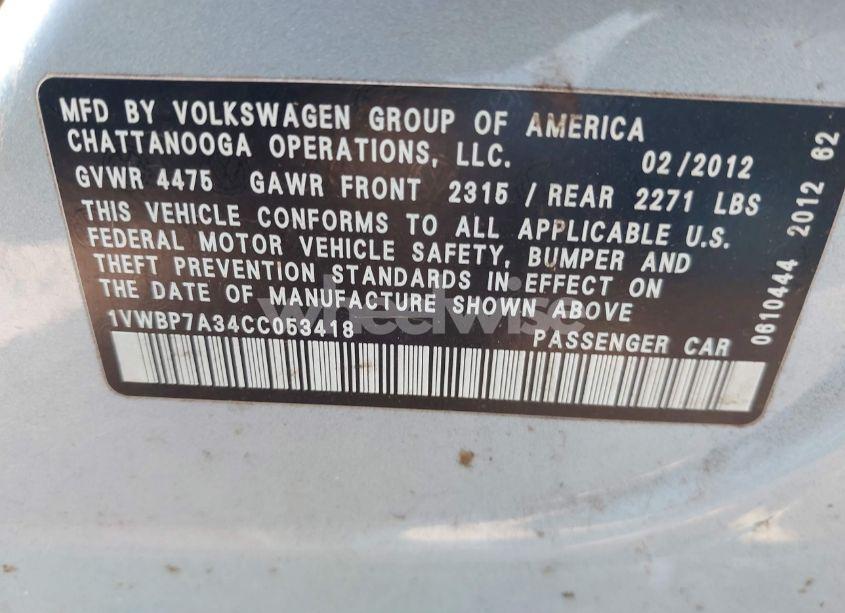 MFD BY VOLKSWAGEN GROUP OF AMERICA
CHATTANOOGA OPERATIONS, LLC. 02/2012
GVWR 4475 GAWR FRONT 2315 / REAR 2271 LBS
THIS VEHICLE CONFORMS TO ALL APPLICABLE U.S.
FEDERAL MOTOR VEHICLE SAFETY, BUMPER AND
THEFT PREVENTION STANDARDS IN EFFECT ON
THE DATE OF MANUFACTURE SHOWN ABOVE
1VWBP7A34CC053418 PASSENGER CAR
0610444 2012 62
wheelwise